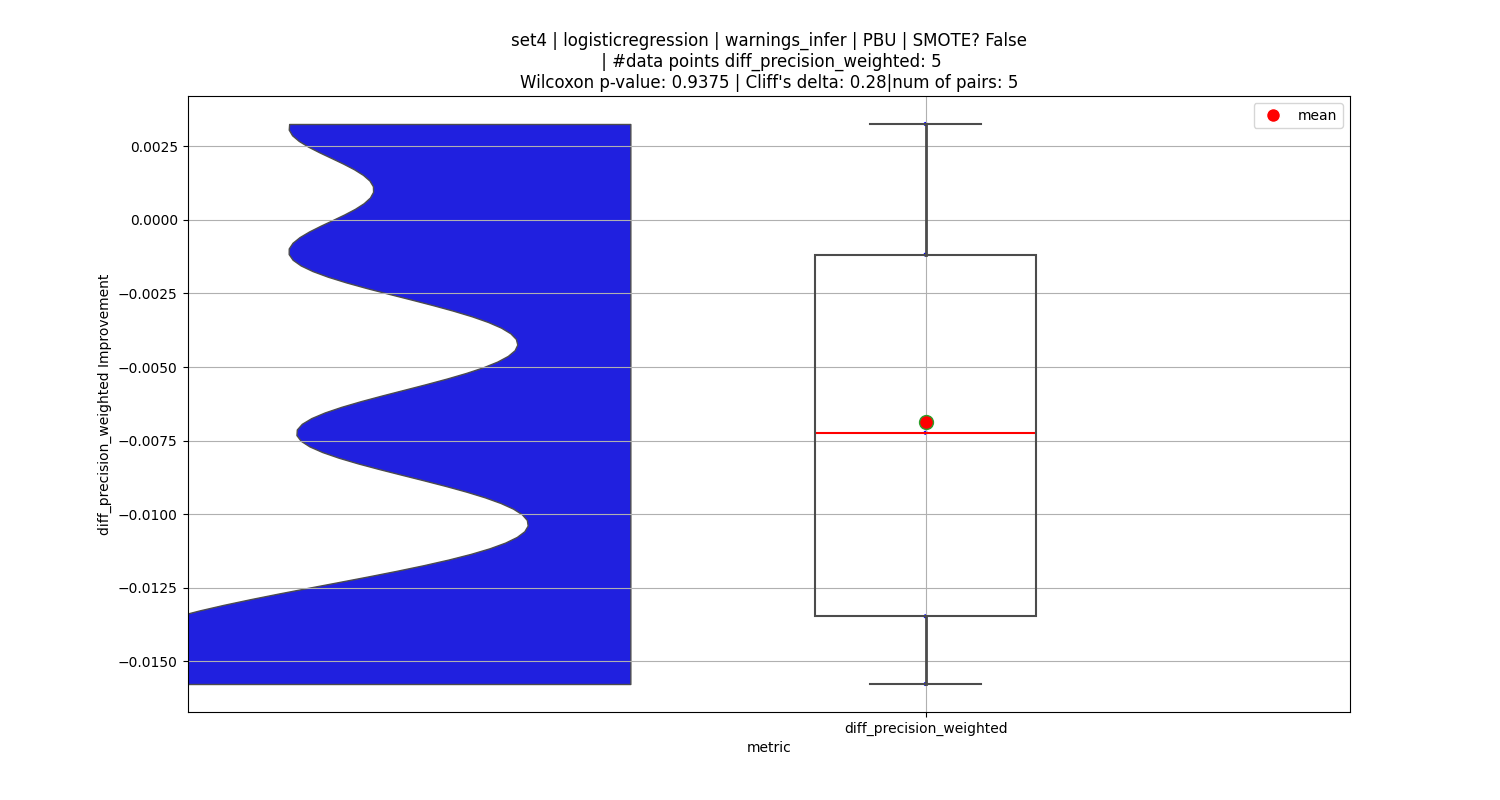 set4 | logisticregression | warnings_infer | PBU | SMOTE? False
| #data points diff_precision_weighted: 5
Wilcoxon p-value: 0.9375 | Cliff's delta: 0.28|num of pairs: 5
mean
0.0025
0.0000
−0.0025
−0.0050
−0.0075
−0.0100
−0.0125
−0.0150
diff_precision_weighted Improvement
diff_precision_weighted
metric